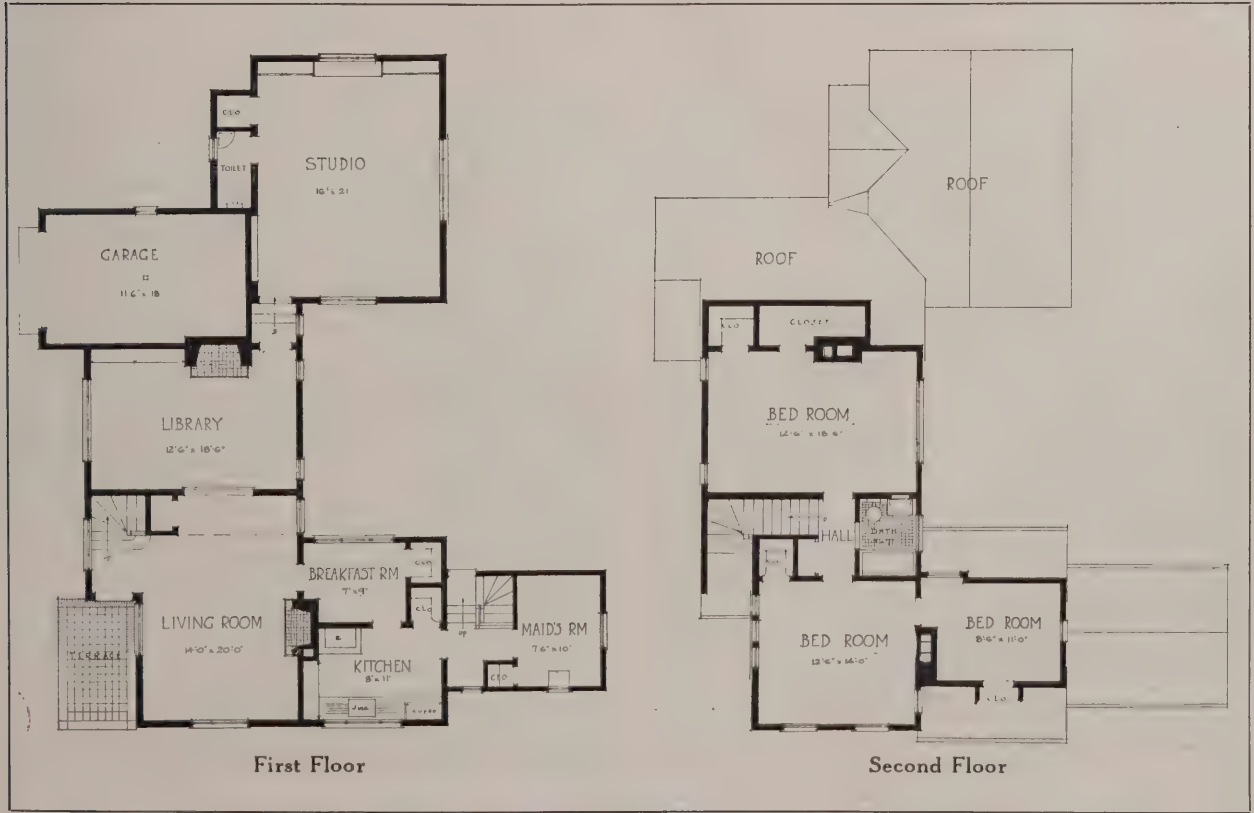 CLO
TOILET
STUDIO
16' x 21
GARAGE
11'6" x 18
LIBRARY
12'6" x 18'6"
BREAKFAST RM
7' x 9'
CLO
CLO
UP
LIVING ROOM
14'0" x 20'0"
TERRACE
KITCHEN
8' x 11'
MAID'S RM
7'6" x 10'
CLO
First Floor
ROOF
ROOF
CLO
CLOSET
BED ROOM
12'6" x 18'6"
HALL
BATH
BED ROOM
12'6" x 14'0"
BED ROOM
8'6" x 11'0"
CLO
Second Floor